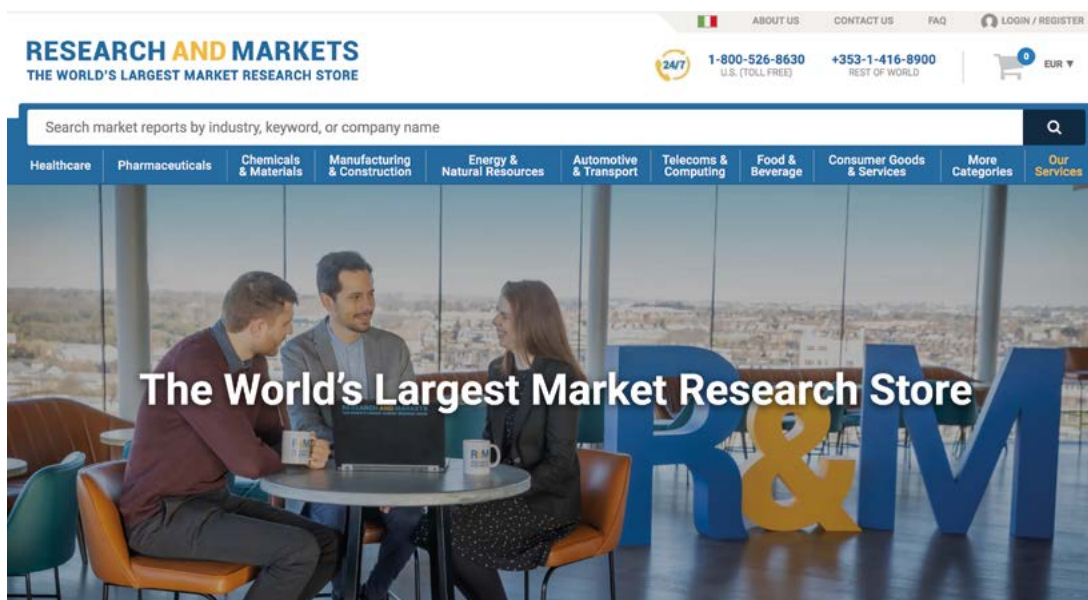 ABOUT US
CONTACT US
FAQ
LOGIN / REGISTER
RESEARCH AND MARKETS
THE WORLD'S LARGEST MARKET RESEARCH STORE
24/7
1-800-526-8630
U.S. (TOLL FREE)
+353-1-416-8900
REST OF WORLD
0
EUR ▼
Search market reports by industry, keyword, or company name
Healthcare
Pharmaceuticals
Chemicals
& Materials
Manufacturing
& Construction
Energy &
Natural Resources
Automotive
& Transport
Telecoms &
Computing
Food &
Beverage
Consumer Goods
& Services
More
Categories
Our
Services
The World's Largest Market Research Store
RESEARCH AND MARKETS
R&M
R&M
R&M